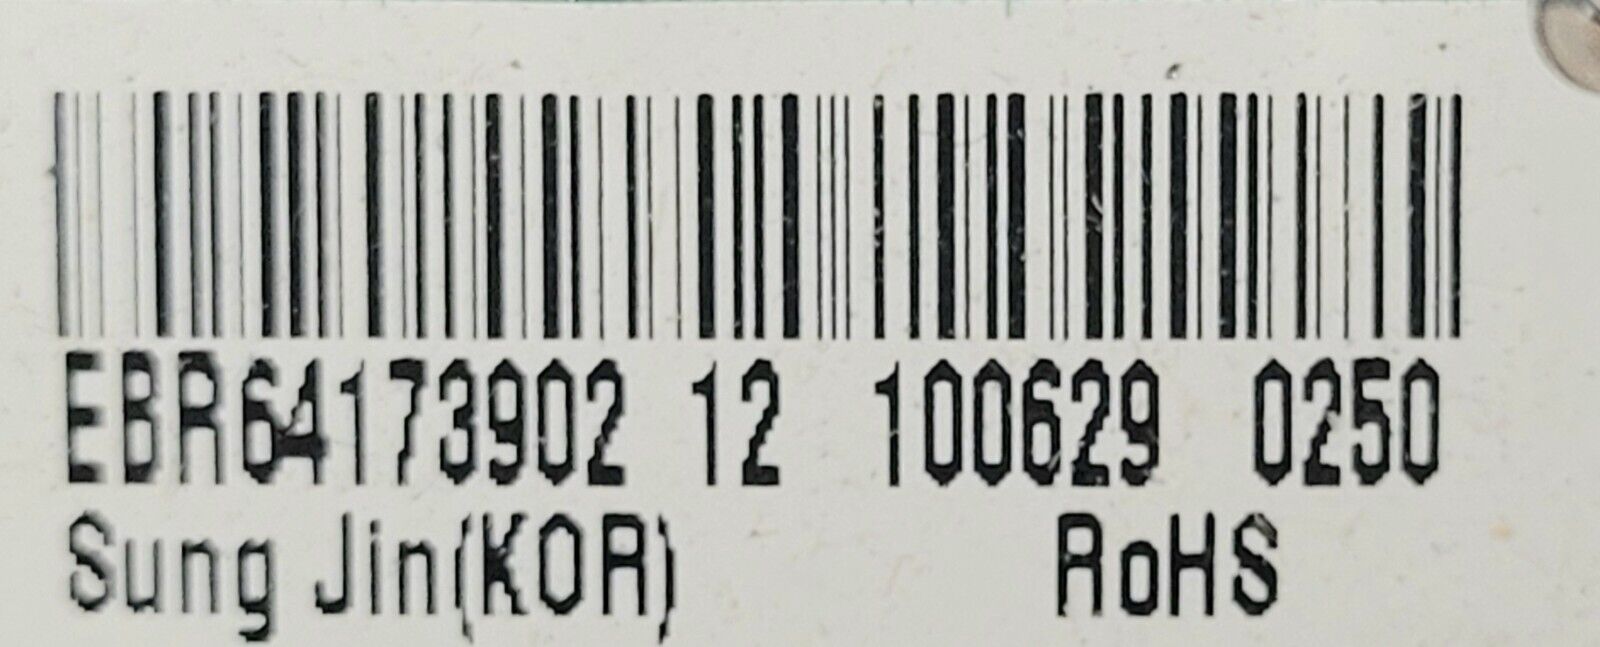 EBR64173902 12 100629 0250
Sung Jin(KOR) RoHS